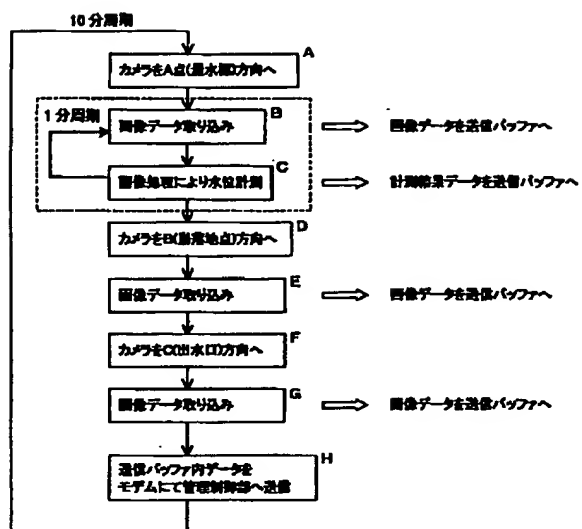 10分周期
A
カメラをA点(量水標)方向へ
B
1分周期
画像データ取り込み
画像データを送信バッファへ
C
画像処理により水位計測
計測結果データを送信バッファへ
D
カメラをB(崩落地点)方向へ
E
画像データ取り込み
画像データを送信バッファへ
F
カメラをC(出水口)方向へ
G
画像データ取り込み
画像データを送信バッファへ
H
送信バッファ内データを
モデムにて管理制御部へ送信